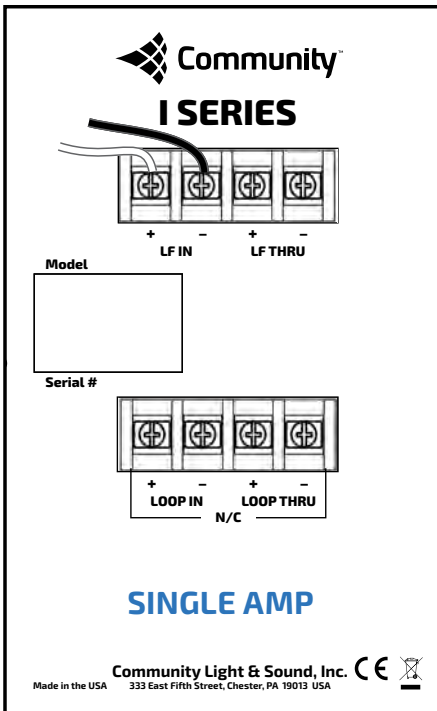 Community™
I SERIES
+ – + –
LF IN LF THRU
Model
Serial #
+ – + –
LOOP IN LOOP THRU
N/C
SINGLE AMP
Community Light & Sound, Inc. CE
Made in the USA 333 East Fifth Street, Chester, PA 19013 USA